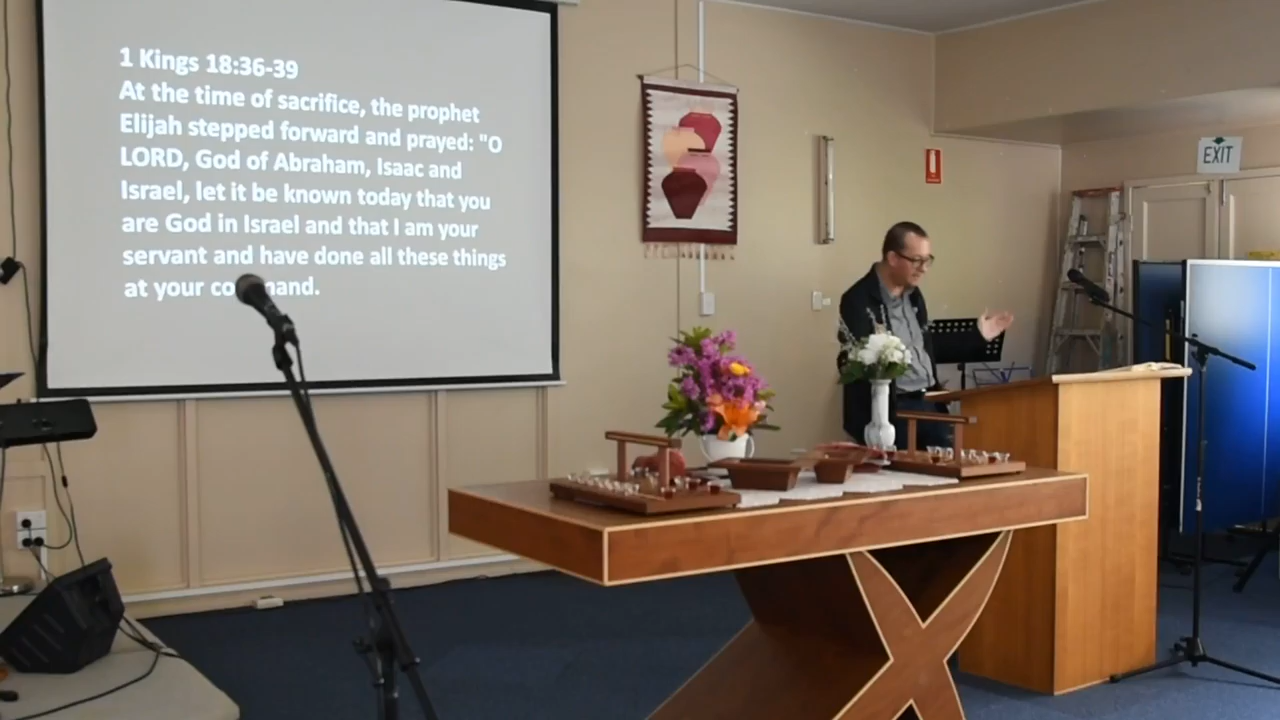 1 Kings 18:36-39
At the time of sacrifice, the prophet
Elijah stepped forward and prayed: "O
LORD, God of Abraham, Isaac and
Israel, let it be known today that you
are God in Israel and that I am your
servant and have done all these things
at your co mand.
EXIT